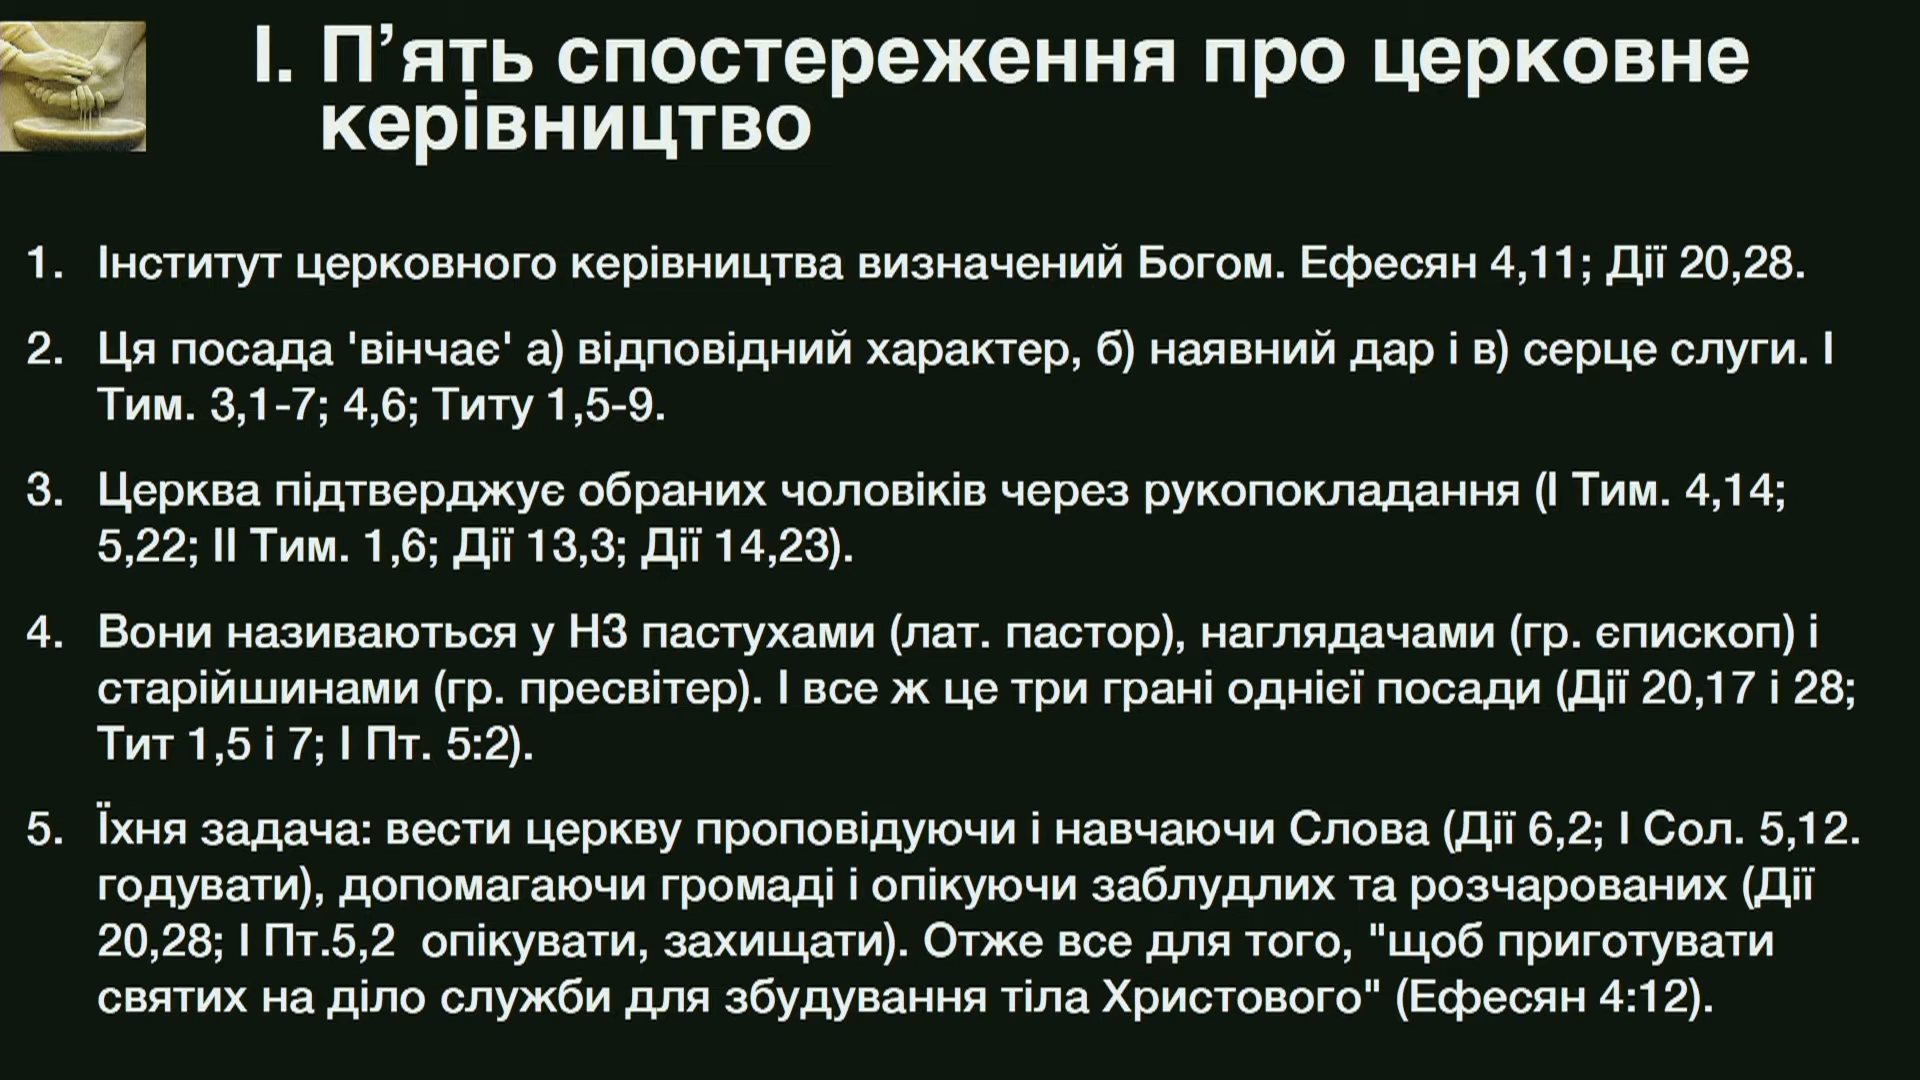 І. П’ять спостереження про церковне
керівництво
1. Інститут церковного керівництва визначений Богом. Ефесян 4,11; Дії 20,28.
2. Ця посада 'вінчає' а) відповідний характер, б) наявний дар і в) серце слуги. І
Тим. 3,1-7; 4,6; Титу 1,5-9.
3. Церква підтверджує обраних чоловіків через рукопокладання (І Тим. 4,14;
5,22; ІІ Тим. 1,6; Дії 13,3; Дії 14,23).
4. Вони називаються у НЗ пастухами (лат. пастор), наглядачами (гр. єпископ) і
старійшинами (гр. пресвітер). І все ж це три грані однієї посади (Дії 20,17 і 28;
Тит 1,5 і 7; І Пт. 5:2).
5. Їхня задача: вести церкву проповідуючи і навчаючи Слова (Дії 6,2; І Сол. 5,12.
годувати), допомагаючи громаді і опікуючи заблудлих та розчарованих (Дії
20,28; І Пт.5,2 опікувати, захищати). Отже все для того, "щоб приготувати
святих на діло служби для збудування тіла Христового" (Ефесян 4:12).